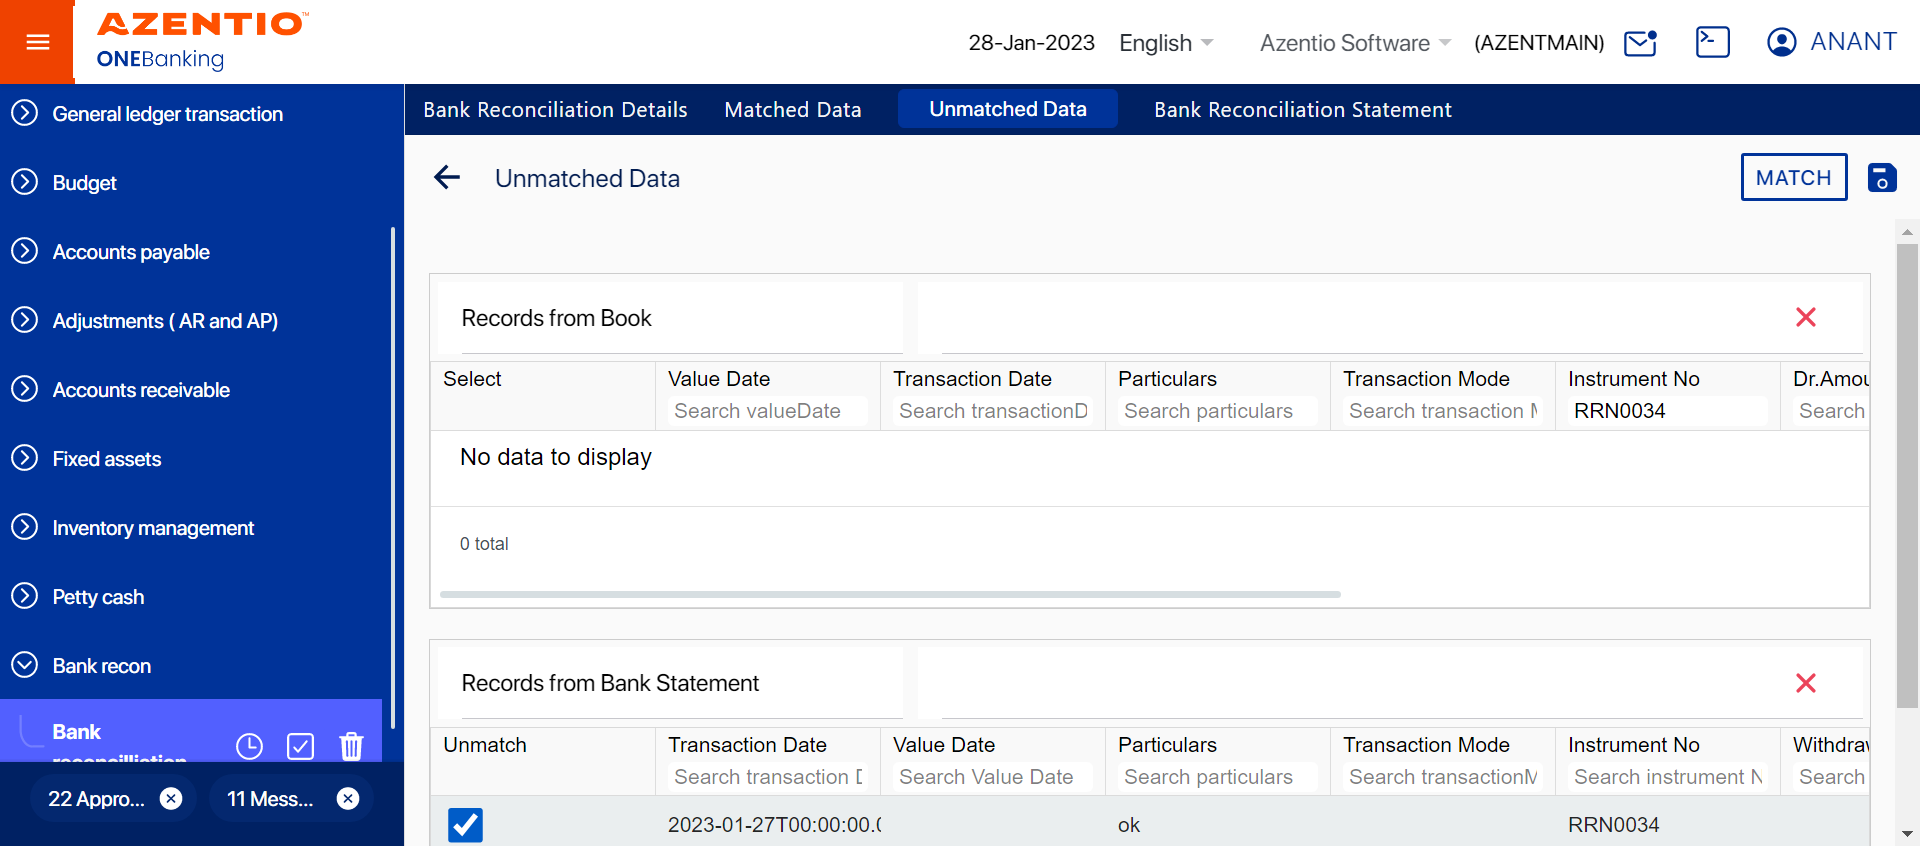 AZENTIO™
ONEBanking
28-Jan-2023 English Azentio Software (AZENTMAIN) ANANT
General ledger transaction
Budget
Accounts payable
Adjustments ( AR and AP)
Accounts receivable
Fixed assets
Inventory management
Petty cash
Bank recon
Bank
reconcilliation
22 Appro... 11 Mess...
Bank Reconciliation Details Matched Data Unmatched Data Bank Reconciliation Statement
Unmatched Data MATCH
Records from Book
Select Value Date Transaction Date Particulars Transaction Mode Instrument No Dr.Amou
Search valueDate Search transactionD Search particulars Search transaction M RRN0034 Search
No data to display
0 total
Records from Bank Statement
Unmatch Transaction Date Value Date Particulars Transaction Mode Instrument No Withdraw
Search transaction D Search Value Date Search particulars Search transactionM Search instrument N Search
2023-01-27T00:00:00.0 ok RRN0034